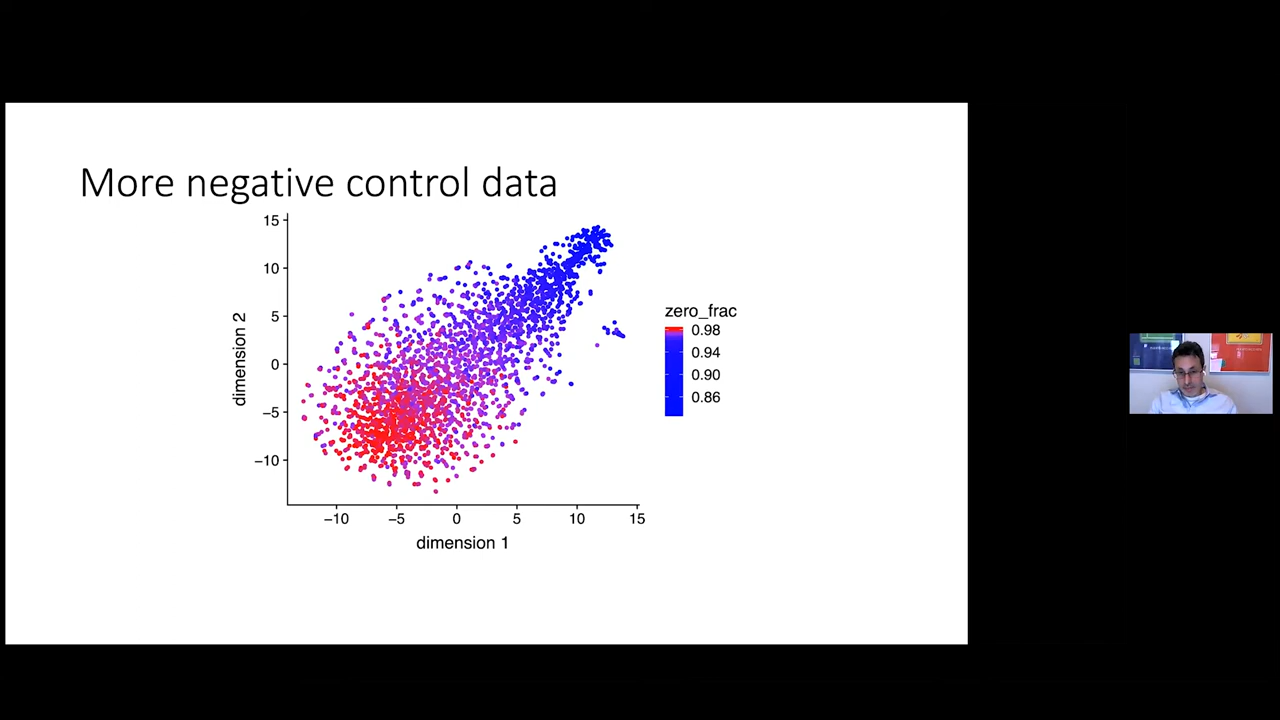 More negative control data
15
10
5
0
−5
−10
dimension 2
−10 −5 0 5 10 15
dimension 1
zero_frac
0.98
0.94
0.90
0.86